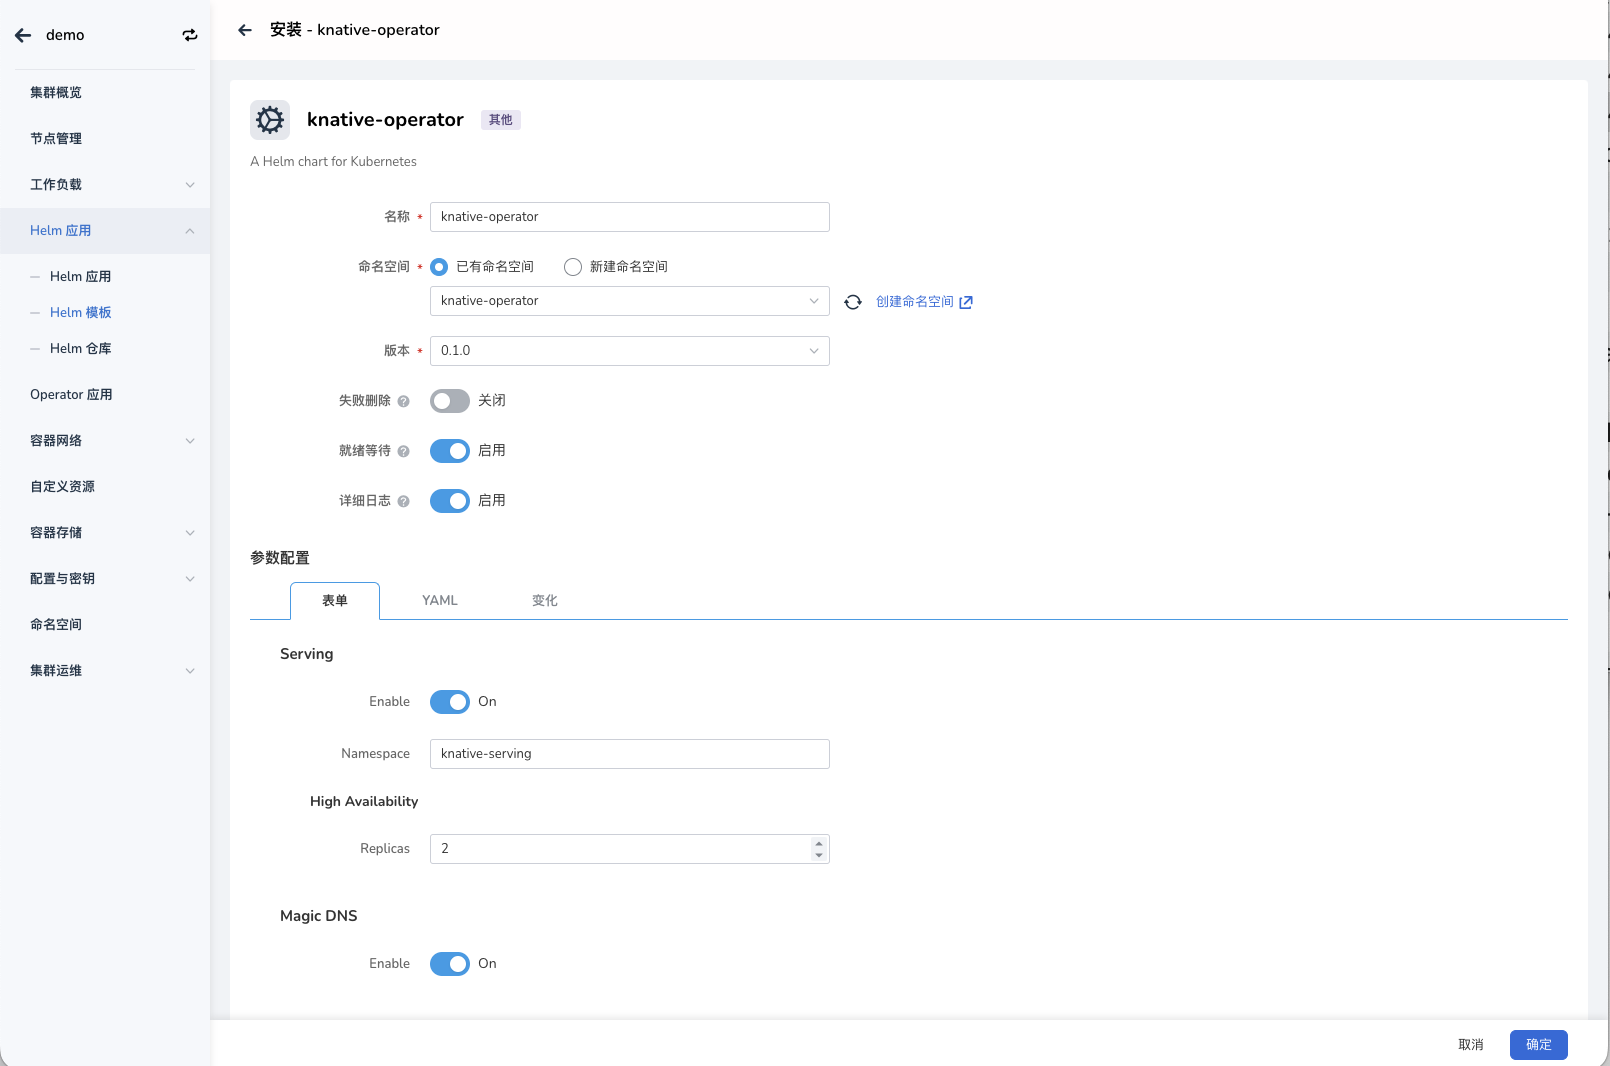 demo
集群概览
节点管理
工作负载
Helm 应用
Helm 应用
Helm 模板
Helm 仓库
Operator 应用
容器网络
自定义资源
容器存储
配置与密钥
命名空间
集群运维
安装 - knative-operator
knative-operator 其他
A Helm chart for Kubernetes
名称 * knative-operator
命名空间 * 已有命名空间 新建命名空间
knative-operator 创建命名空间
版本 * 0.1.0
失败删除 ? 关闭
就绪等待 ? 启用
详细日志 ? 启用
参数配置
表单 YAML 变化
Serving
Enable On
Namespace knative-serving
High Availability
Replicas 2
Magic DNS
Enable On
取消 确定